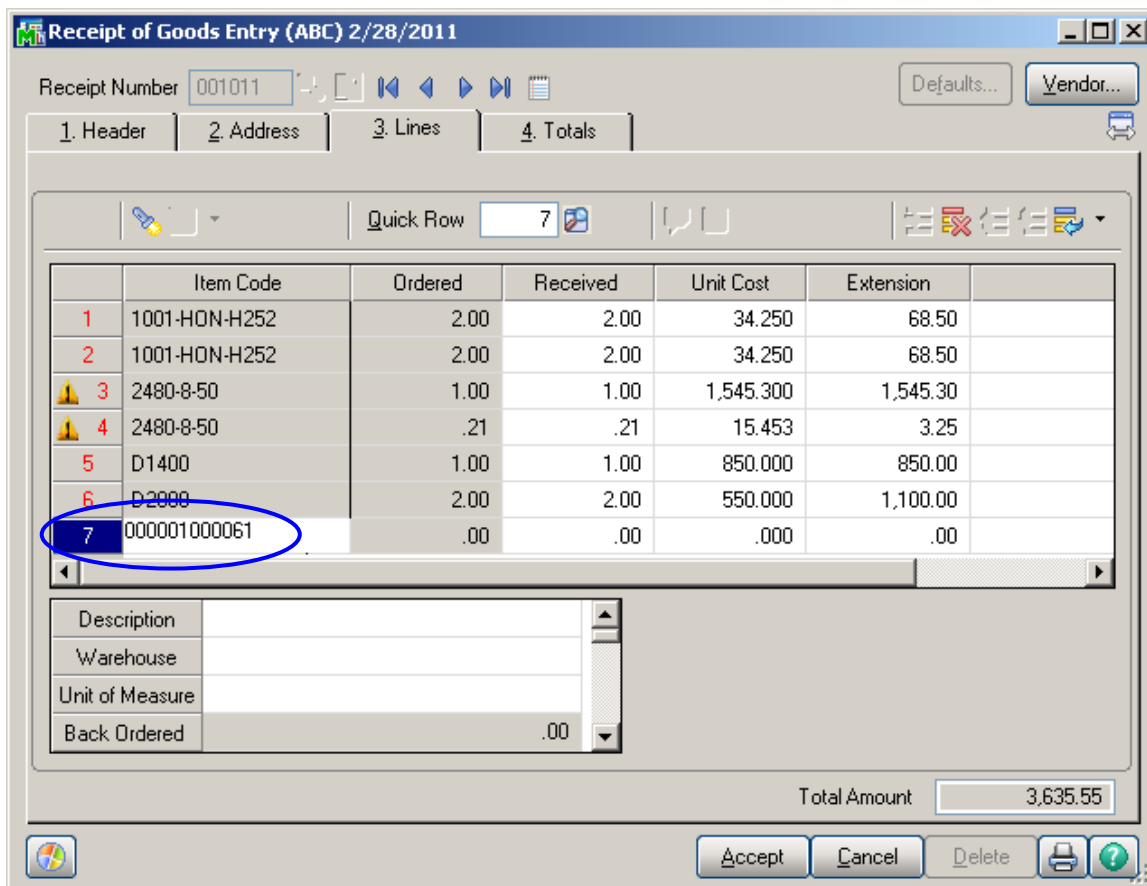 Receipt of Goods Entry (ABC) 2/28/2011
Receipt Number 001011 Defaults... Vendor...
1. Header 2. Address 3. Lines 4. Totals
Quick Row 7
Item Code Ordered Received Unit Cost Extension
1 1001-HON-H252 2.00 2.00 34.250 68.50
2 1001-HON-H252 2.00 2.00 34.250 68.50
3 2480-8-50 1.00 1.00 1,545.300 1,545.30
4 2480-8-50 .21 .21 15.453 3.25
5 D1400 1.00 1.00 850.000 850.00
6 D2000 2.00 2.00 550.000 1,100.00
7 000001000061 .00 .00 .000 .00
Description
Warehouse
Unit of Measure
Back Ordered .00
Total Amount 3,635.55
Accept Cancel Delete